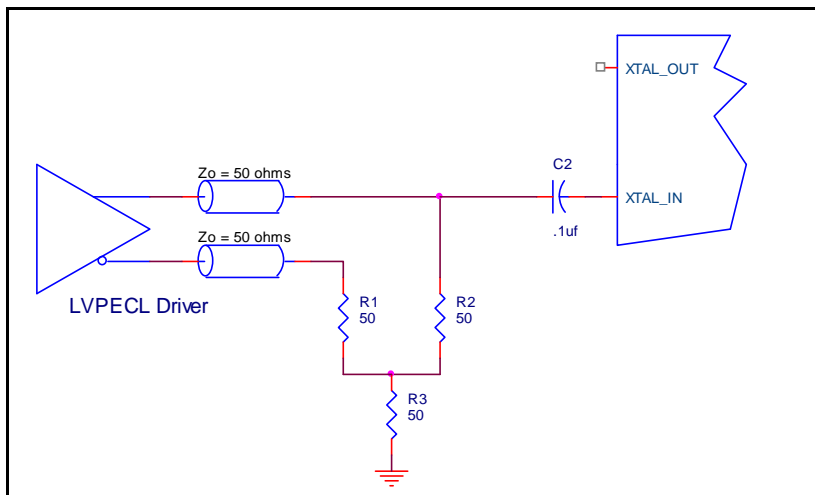 XTAL_OUT
Zo = 50 ohms
C2
XTAL_IN
.1uf
Zo = 50 ohms
LVPECL Driver
R1
50
R2
50
R3
50